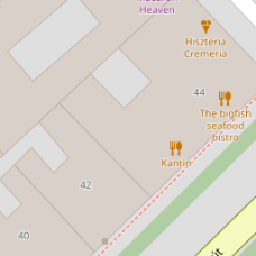 Heaven
Hiszteria
Cremeria
44
The bigfish
seafood
bistro
Kantin
42
40